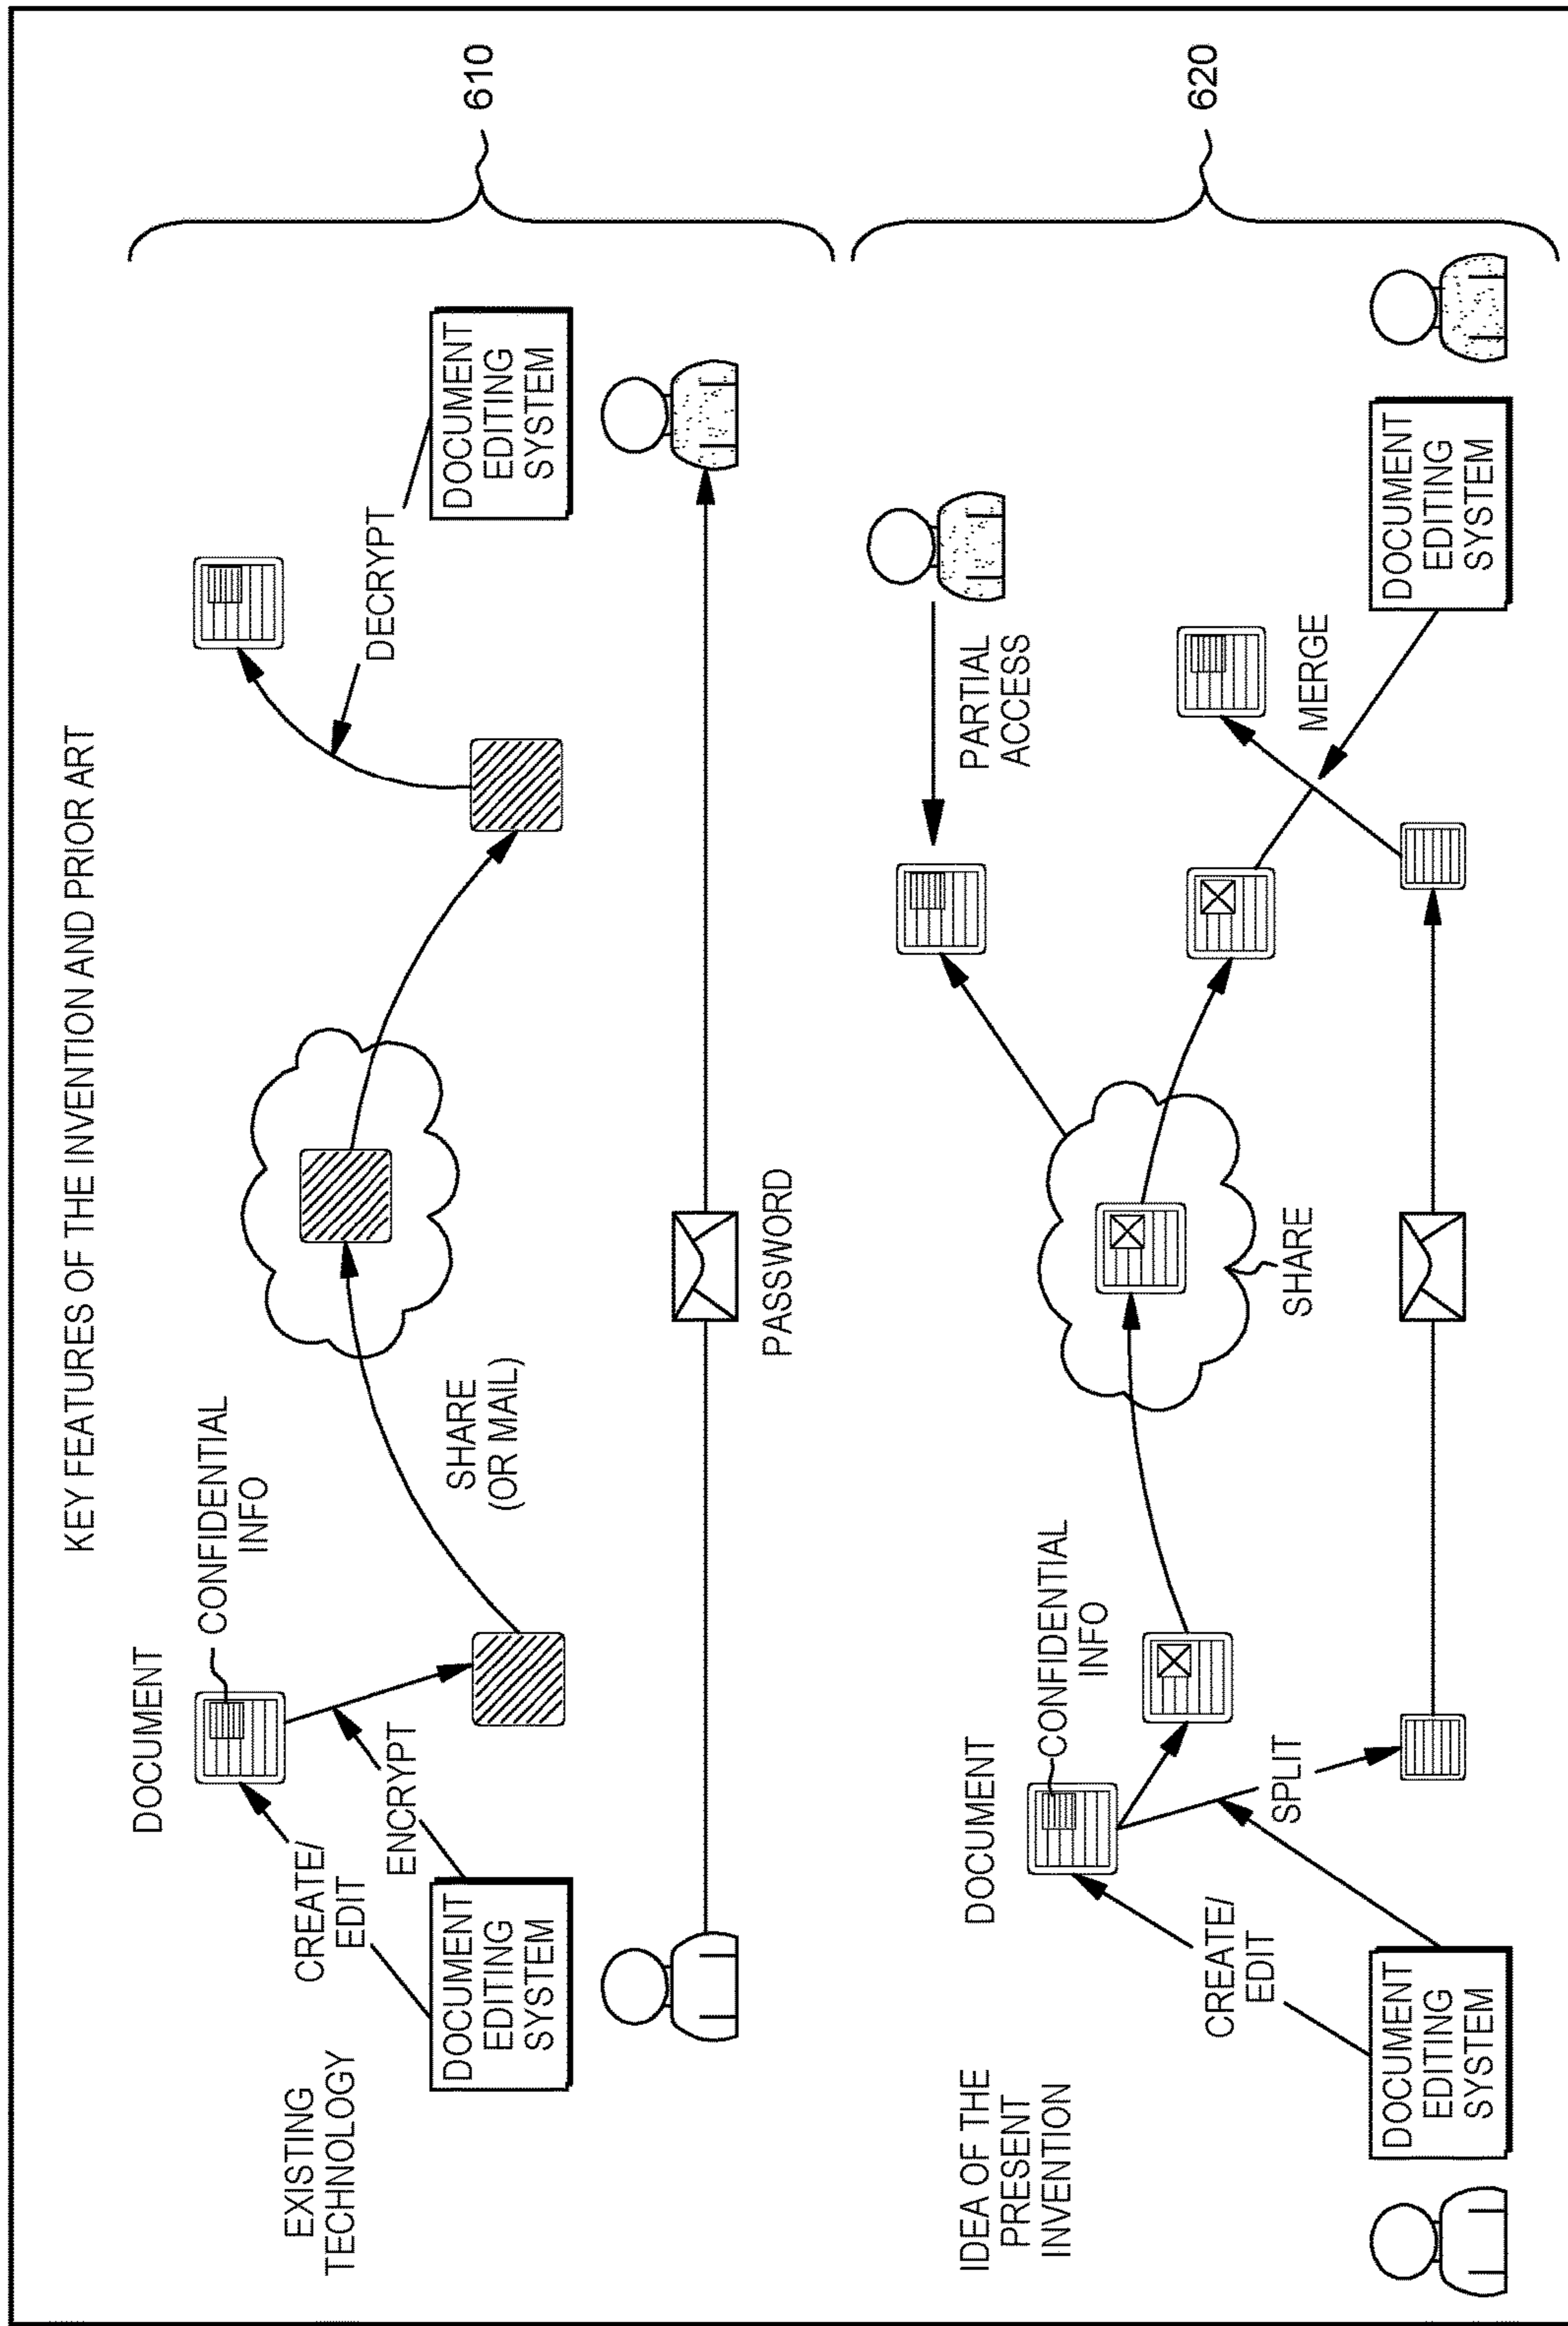 KEY FEATURES OF THE INVENTION AND PRIOR ART
EXISTING
TECHNOLOGY
DOCUMENT
CONFIDENTIAL
INFO
CREATE/
EDIT
ENCRYPT
DOCUMENT
EDITING
SYSTEM
SHARE
(OR MAIL)
PASSWORD
DECRYPT
DOCUMENT
EDITING
SYSTEM
610
IDEA OF THE
PRESENT
INVENTION
DOCUMENT
CONFIDENTIAL
INFO
CREATE/
EDIT
SPLIT
DOCUMENT
EDITING
SYSTEM
SHARE
PARTIAL
ACCESS
MERGE
DOCUMENT
EDITING
SYSTEM
620